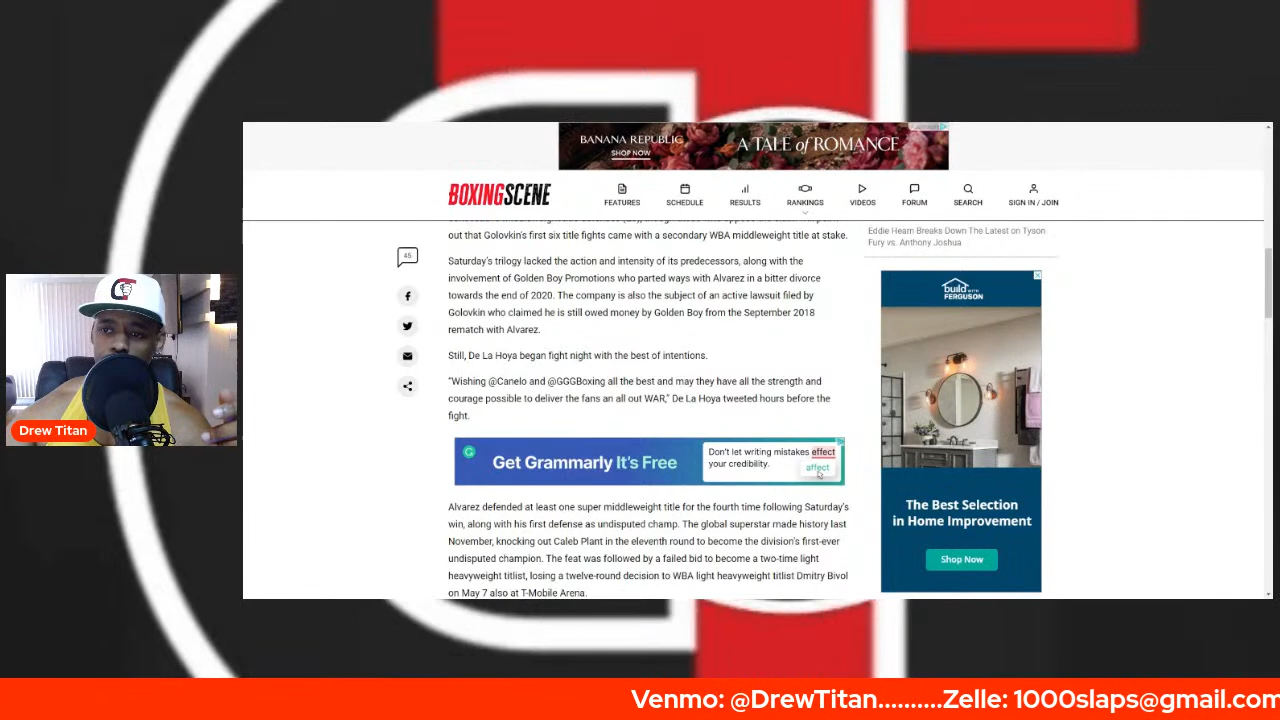 BANANA REPUBLIC
SHOP NOW
A TALE of ROMANCE
BOXINGSCENE
FEATURES
SCHEDULE
RESULTS
RANKINGS
VIDEOS
FORUM
SEARCH
SIGN IN / JOIN
out that Golovkin's first six title fights came with a secondary WBA middleweight title at stake.
45
Saturday's trilogy lacked the action and intensity of its predecessors, along with the
involvement of Golden Boy Promotions who parted ways with Alvarez in a bitter divorce
towards the end of 2020. The company is also the subject of an active lawsuit filed by
Golovkin who claimed he is still owed money by Golden Boy from the September 2018
rematch with Alvarez.
Still, De La Hoya began fight night with the best of intentions.
"Wishing @Canelo and @GGGBoxing all the best and may they have all the strength and
courage possible to deliver the fans an all out WAR," De La Hoya tweeted hours before the
fight.
Get Grammarly It's Free
Don't let writing mistakes effect
your credibility.
affect
Alvarez defended at least one super middleweight title for the fourth time following Saturday's
win, along with his first defense as undisputed champ. The global superstar made history last
November, knocking out Caleb Plant in the eleventh round to become the division's first-ever
undisputed champion. The feat was followed by a failed bid to become a two-time light
heavyweight titlist, losing a twelve-round decision to WBA light heavyweight titlist Dmitry Bivol
on May 7 also at T-Mobile Arena.
Eddie Hearn Breaks Down The Latest on Tyson
Fury vs. Anthony Joshua
build with
FERGUSON
The Best Selection
in Home Improvement
Shop Now
Drew Titan
Venmo: @DrewTitan..........Zelle: 1000slaps@gmail.com